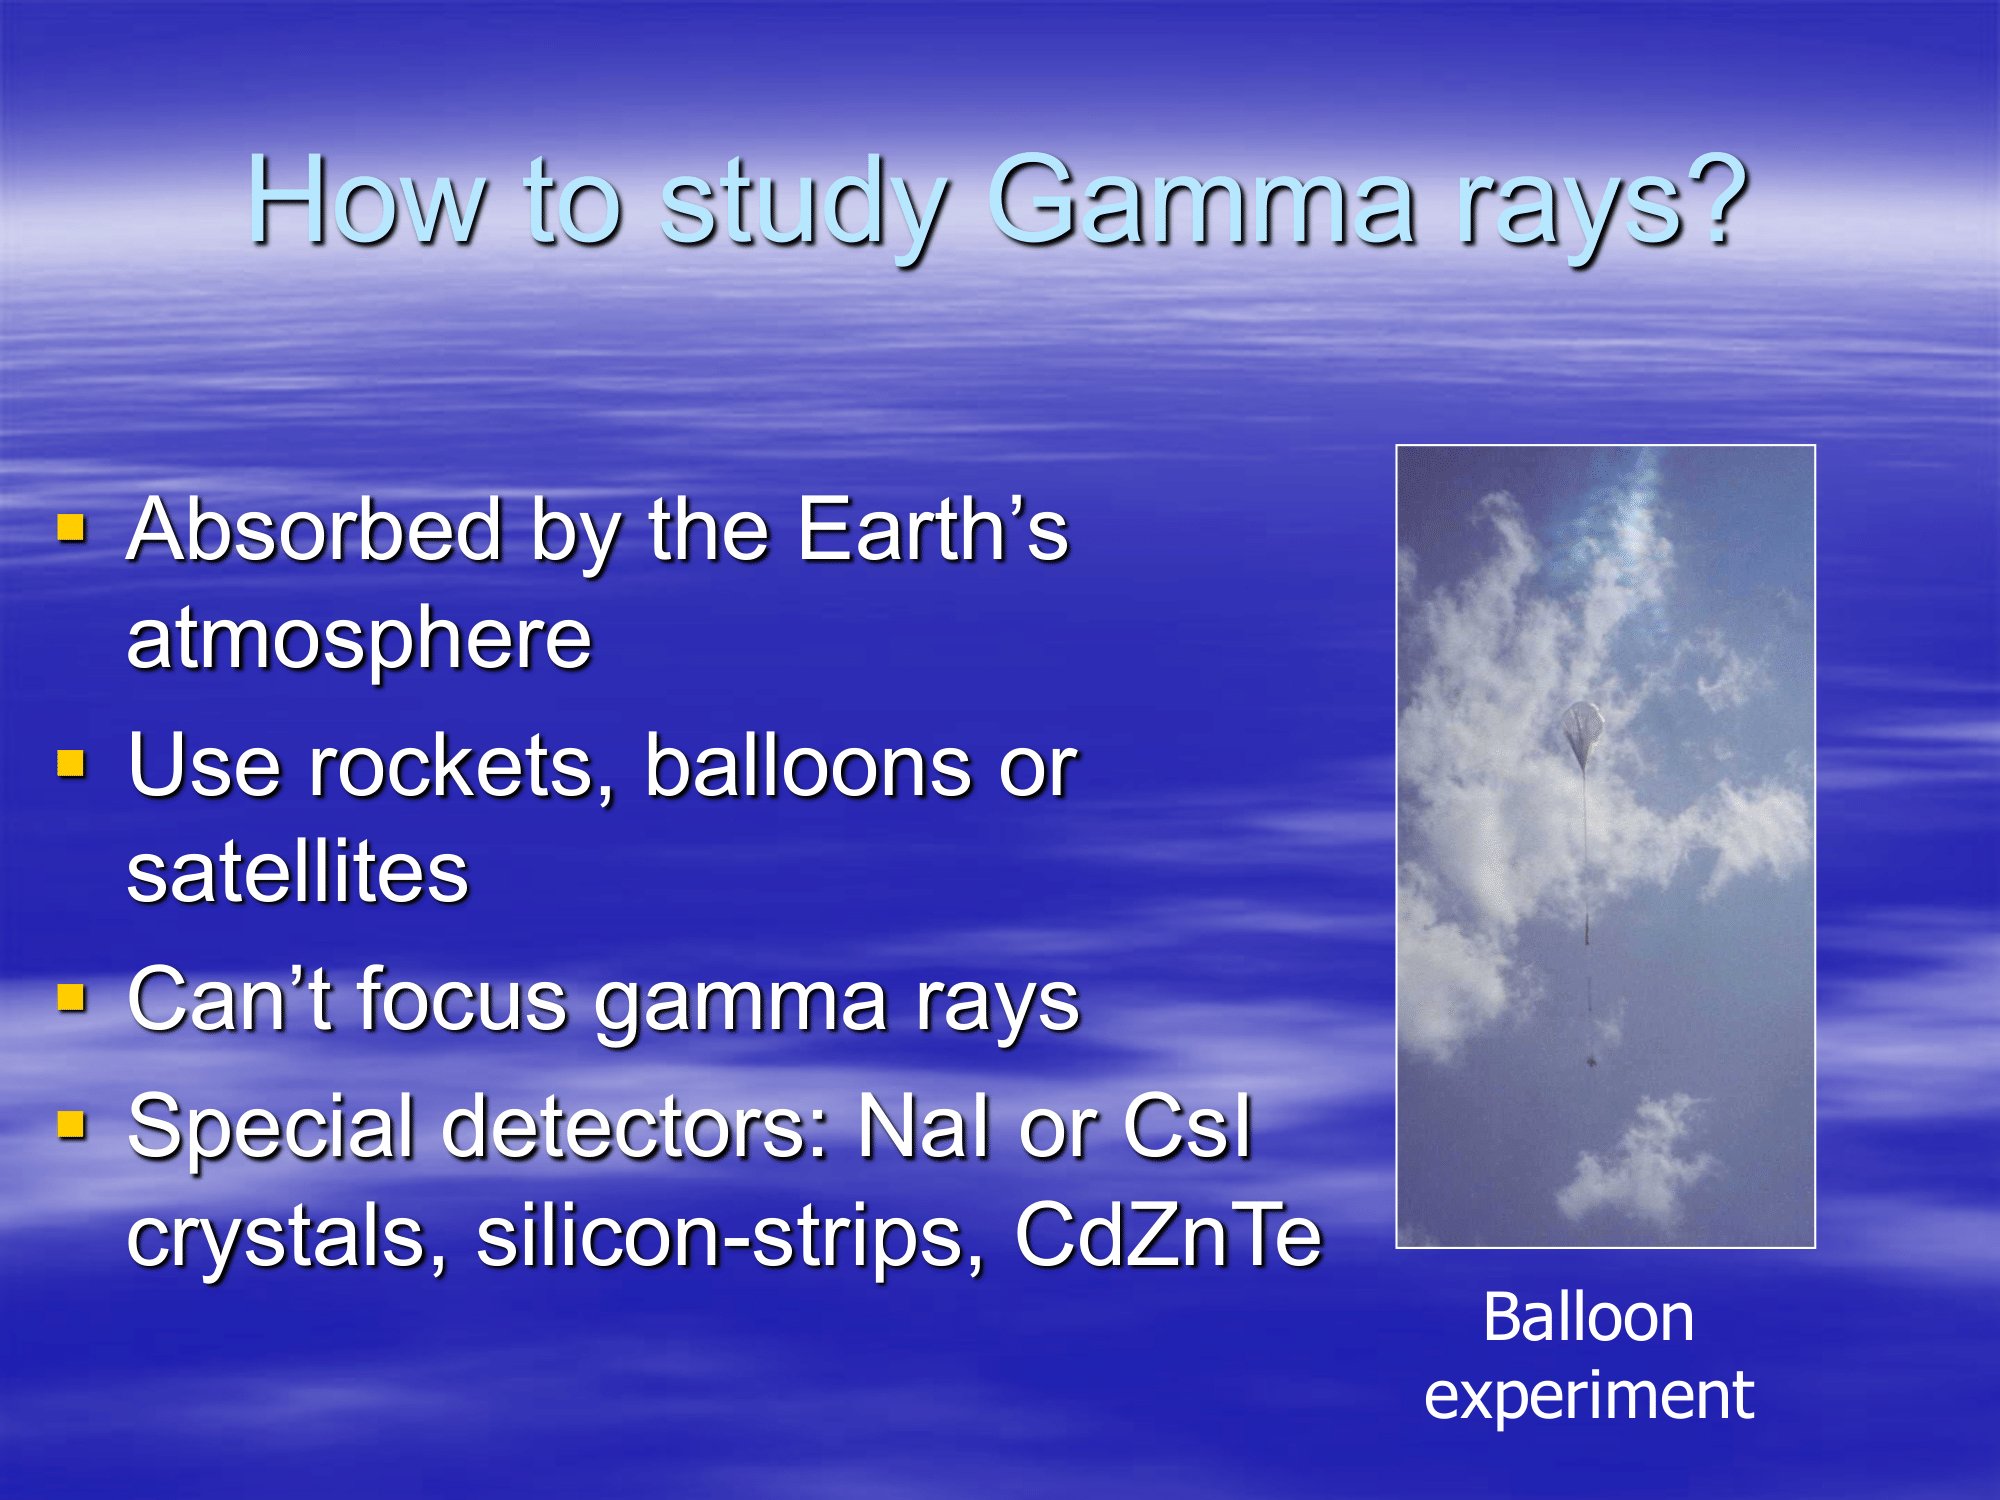 How to study Gamma rays?
Absorbed by the Earth’s
atmosphere
Use rockets, balloons or
satellites
Can’t focus gamma rays
Special detectors: NaI or CsI
crystals, silicon-strips, CdZnTe
Balloon
experiment